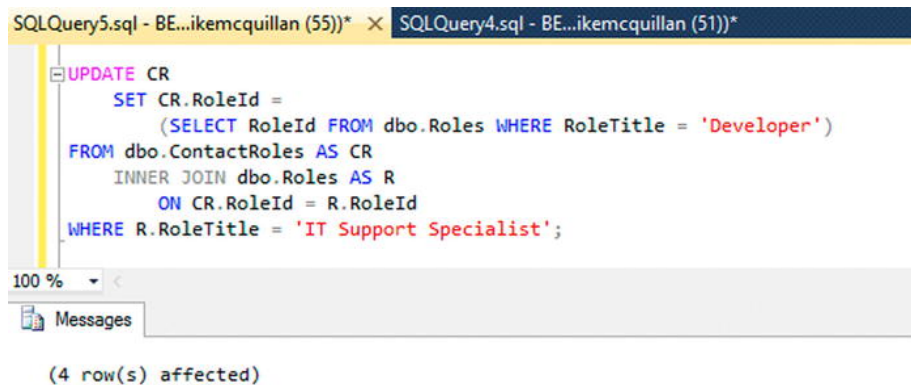 SQLQuery5.sql - BE...ikemcquillan (55))* × SQLQuery4.sql - BE...ikemcquillan (51))*
UPDATE CR
SET CR.RoleId =
(SELECT RoleId FROM dbo.Roles WHERE RoleTitle = 'Developer')
FROM dbo.ContactRoles AS CR
INNER JOIN dbo.Roles AS R
ON CR.RoleId = R.RoleId
WHERE R.RoleTitle = 'IT Support Specialist';
100 %
Messages
(4 row(s) affected)